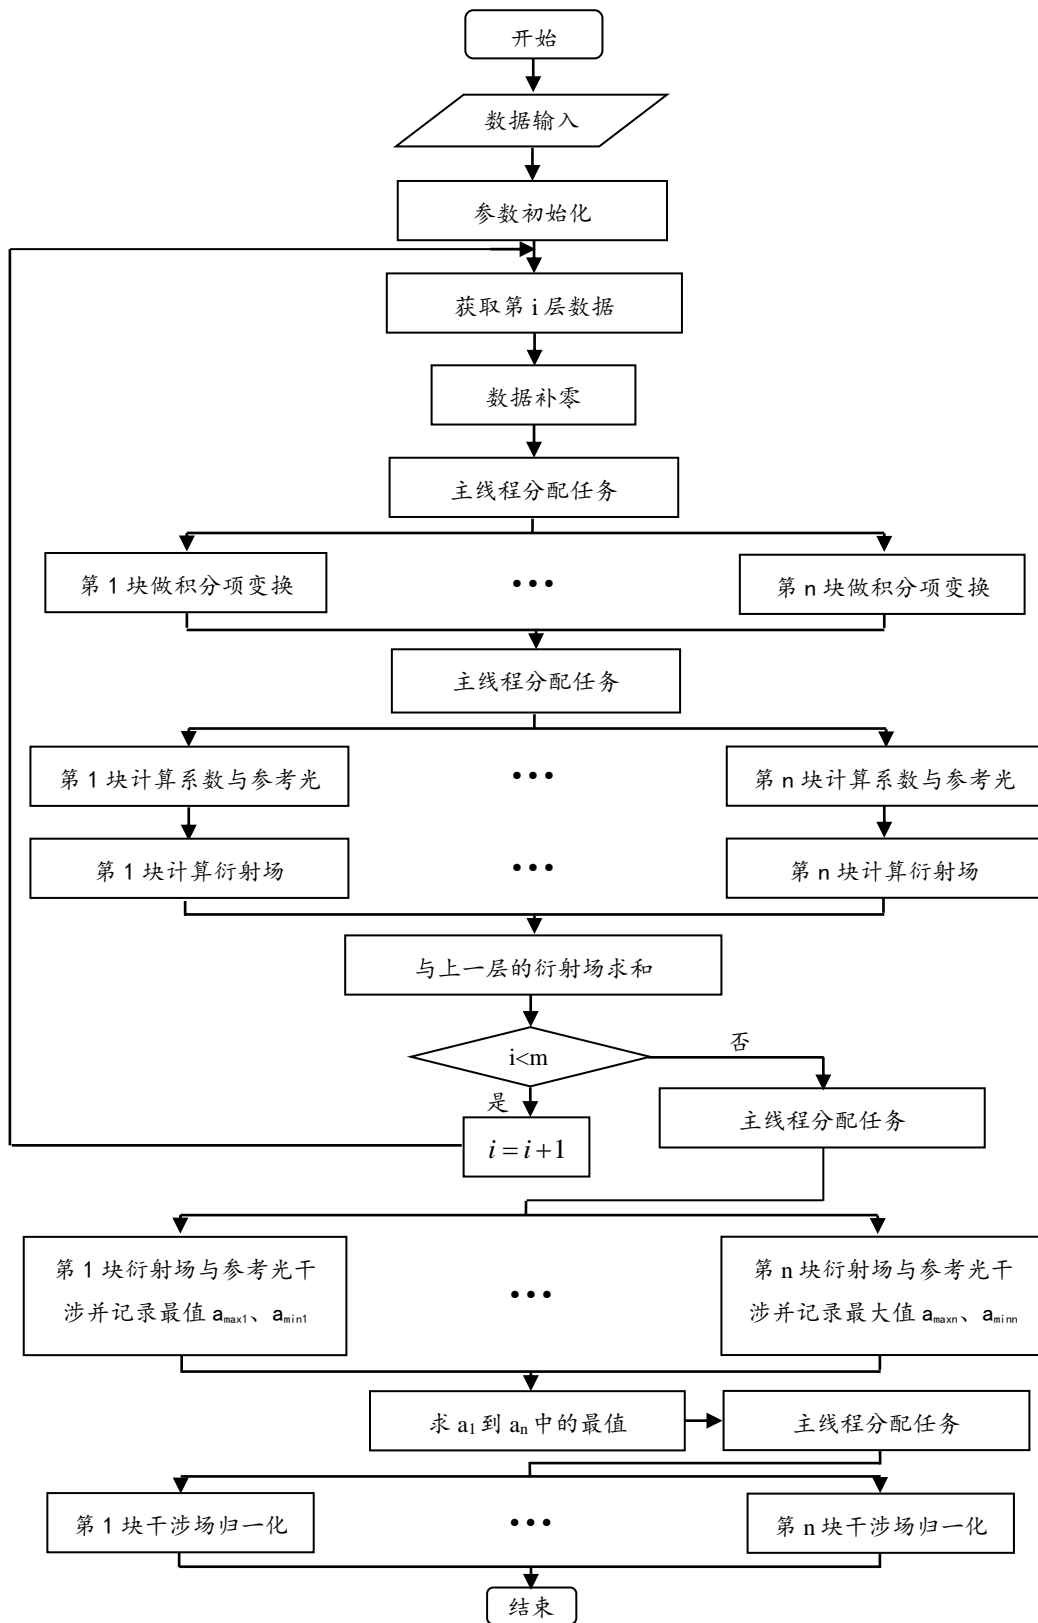 开始
数据输入
参数初始化
获取第 i 层数据
数据补零
主线程分配任务
第 1 块做积分项变换
•••
第 n 块做积分项变换
主线程分配任务
第 1 块计算系数与参考光
•••
第 n 块计算系数与参考光
第 1 块计算衍射场
•••
第 n 块计算衍射场
与上一层的衍射场求和
i<m
否
是
主线程分配任务
i = i+1
第 1 块衍射场与参考光干
涉并记录最值 amax1、amin1
•••
第 n 块衍射场与参考光干
涉并记录最大值 amaxn、aminn
求 a1 到 an 中的最值
主线程分配任务
第 1 块干涉场归一化
•••
第 n 块干涉场归一化
结束